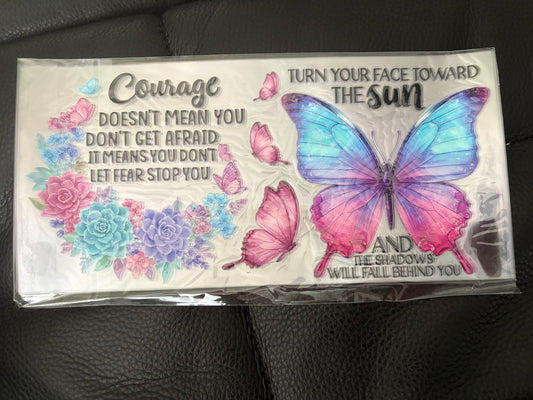 Courage
DOESN'T MEAN YOU
DON'T GET AFRAID
IT MEANS YOU DON'T
LET FEAR STOP YOU
TURN YOUR FACE TOWARD
THE sun
AND
THE SHADOWS
WILL FALL BEHIND YOU